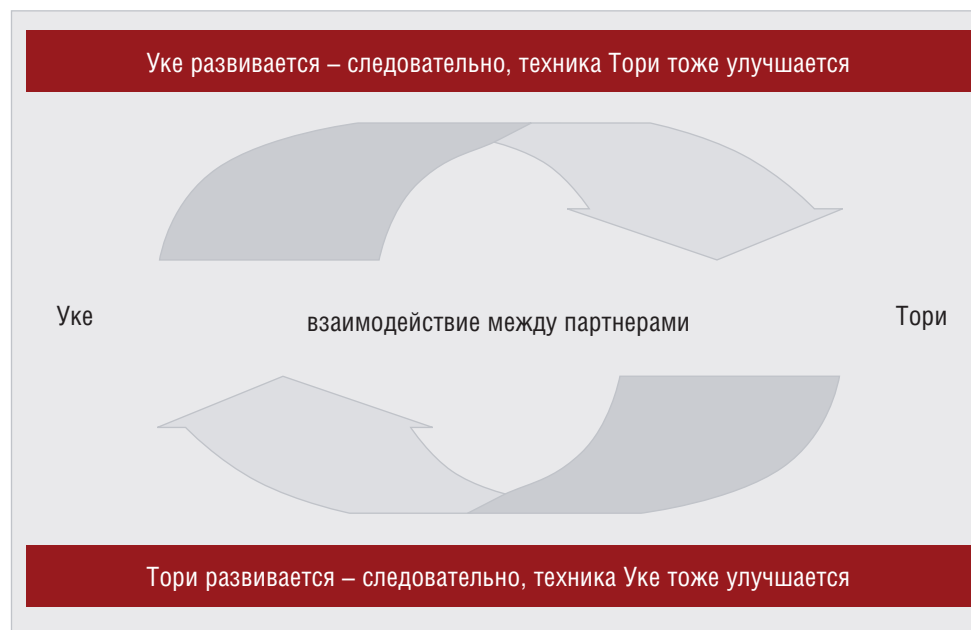 Уке развивается – следовательно, техника Тори тоже улучшается
Уке
взаимодействие между партнерами
Тори
Тори развивается – следовательно, техника Уке тоже улучшается